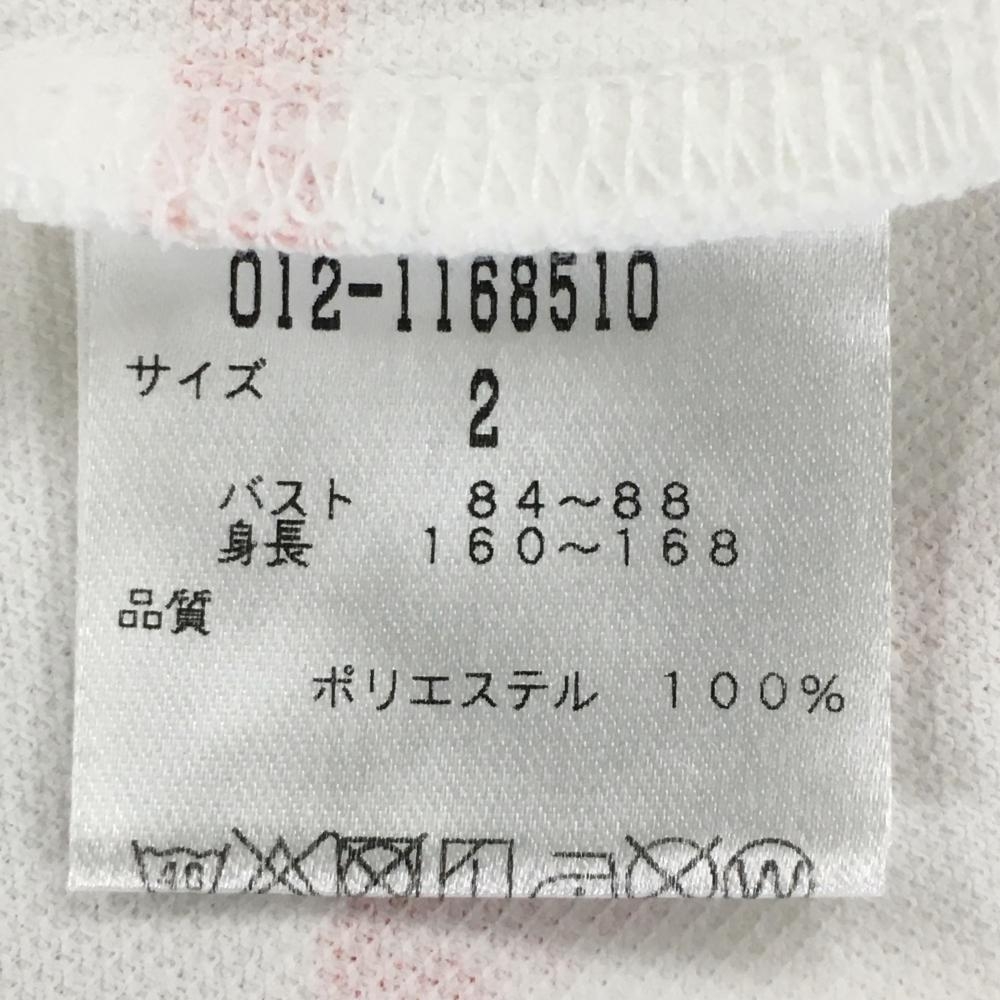 012-1168510
サイズ 2
バスト 84～88
身長 160～168
品質
ポリエステル 100%
40
W